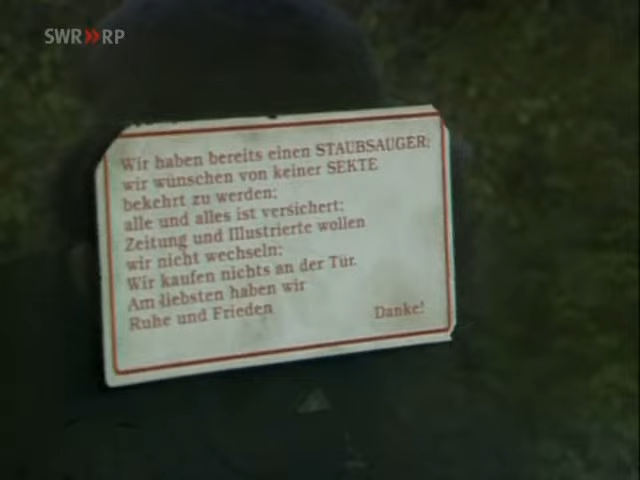 SWR»RP
Wir haben bereits einen STAUBSAUGER;
wir wünschen von keiner SEKTE
bekehrt zu werden;
alle und alles ist versichert;
Zeitung und Illustrierte wollen
wir nicht wechseln;
Wir kaufen nichts an der Tür.
Am liebsten haben wir
Ruhe und Frieden
Danke!